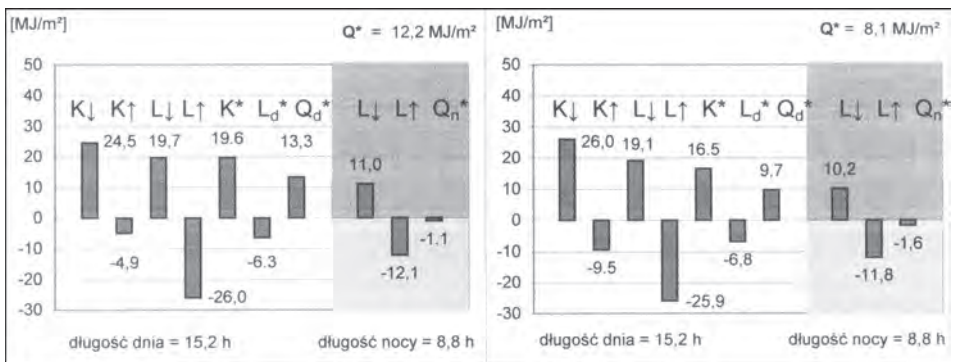 [MJ/m²]
Q* = 12,2 MJ/m²
50
40
30
20
10
0
-10
-20
-30
K↓ K↑ L↓ L↑ K* Ld* Qd* L↓ L↑ Qn*
24,5 19,7 19.6 13,3
11,0
-4,9 -6.3 -1.1
-12,1
-26,0
długość dnia = 15,2 h długość nocy = 8,8 h
[MJ/m²]
Q* = 8,1 MJ/m²
50
40
30
20
10
0
-10
-20
-30
K↓ K↑ L↓ L↑ K* Ld* Qd* L↓ L↑ Qn*
26,0 19,1 16.5 9,7 10,2
-9.5 -6,8 -1,6
-11,8
-25,9
długość dnia = 15,2 h długość nocy = 8,8 h